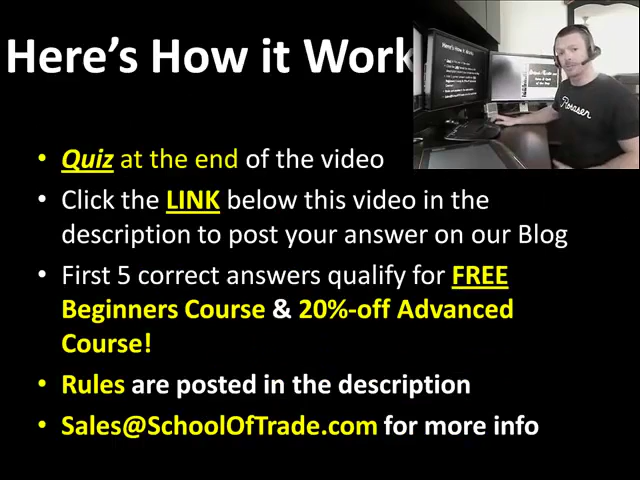 Here's How it Work
• Quiz at the end of the video
• Click the LINK below this video in the
description to post your answer on our Blog
• First 5 correct answers qualify for FREE
Beginners Course & 20%-off Advanced
Course!
• Rules are posted in the description
• Sales@SchoolOfTrade.com for more info